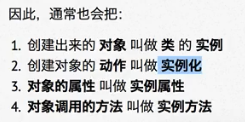 因此，通常也会把：
1. 创建出来的 对象 叫做 类 的 实例
2. 创建对象的 动作 叫做 实例化
3. 对象的属性 叫做 实例属性
4. 对象调用的方法 叫做 实例方法